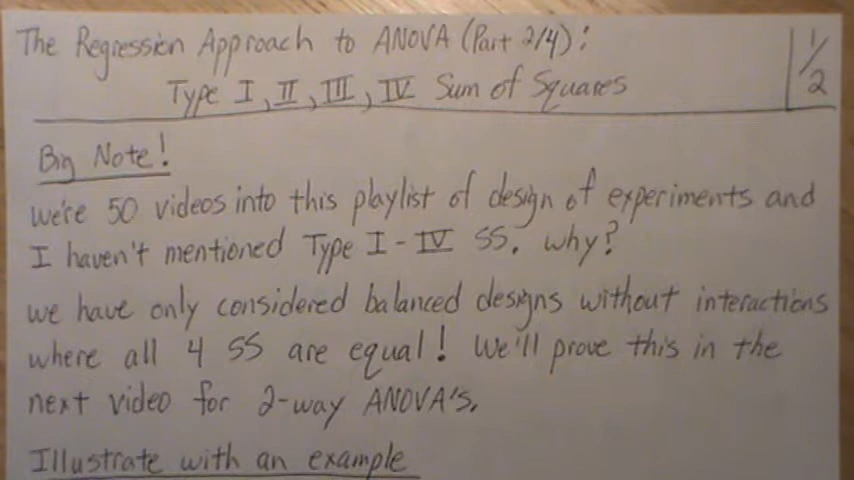 The Regression Approach to ANOVA (Part 2/4):
Type I, II, III, IV Sum of Squares
1/2
Big Note!
We're 50 videos into this playlist of design of experiments and
I haven't mentioned Type I-IV SS. Why?
We have only considered balanced designs without interactions
where all 4 SS are equal! We'll prove this in the
next video for 2-way ANOVA's.
Illustrate with an example